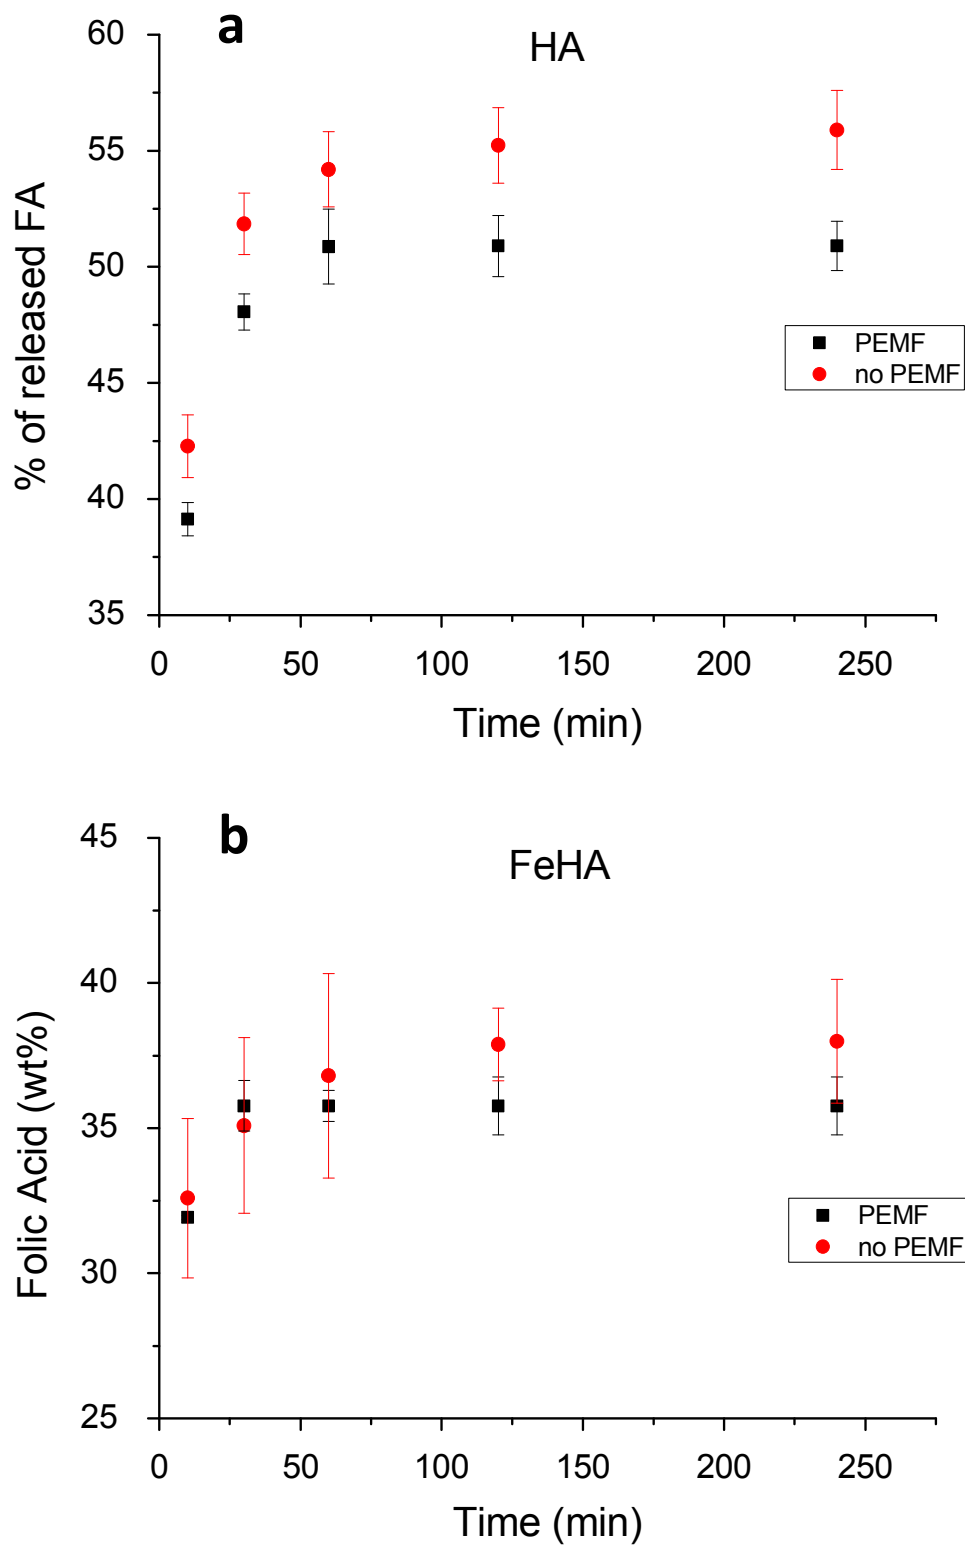 a
HA
60
55
50
45
40
35
% of released FA
PEMF
no PEMF
0 50 100 150 200 250
Time (min)
b
FeHA
45
40
35
30
25
Folic Acid (wt%)
PEMF
no PEMF
0 50 100 150 200 250
Time (min)